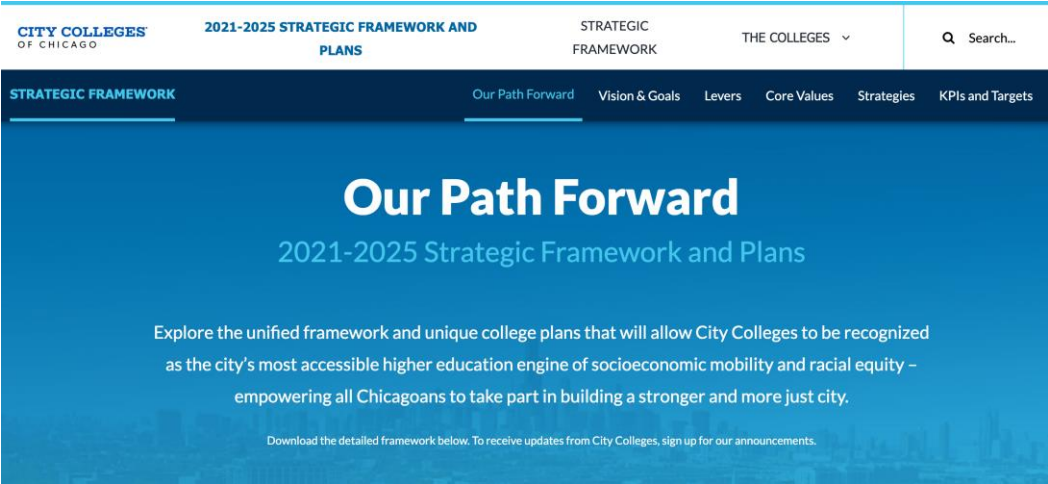 CITY COLLEGES
OF CHICAGO
2021-2025 STRATEGIC FRAMEWORK AND
PLANS
STRATEGIC
FRAMEWORK
THE COLLEGES
Search...
STRATEGIC FRAMEWORK
Our Path Forward
Vision & Goals
Levers
Core Values
Strategies
KPIs and Targets
Our Path Forward
2021-2025 Strategic Framework and Plans
Explore the unified framework and unique college plans that will allow City Colleges to be recognized
as the city's most accessible higher education engine of socioeconomic mobility and racial equity –
empowering all Chicagoans to take part in building a stronger and more just city.
Download the detailed framework below. To receive updates from City Colleges, sign up for our announcements.